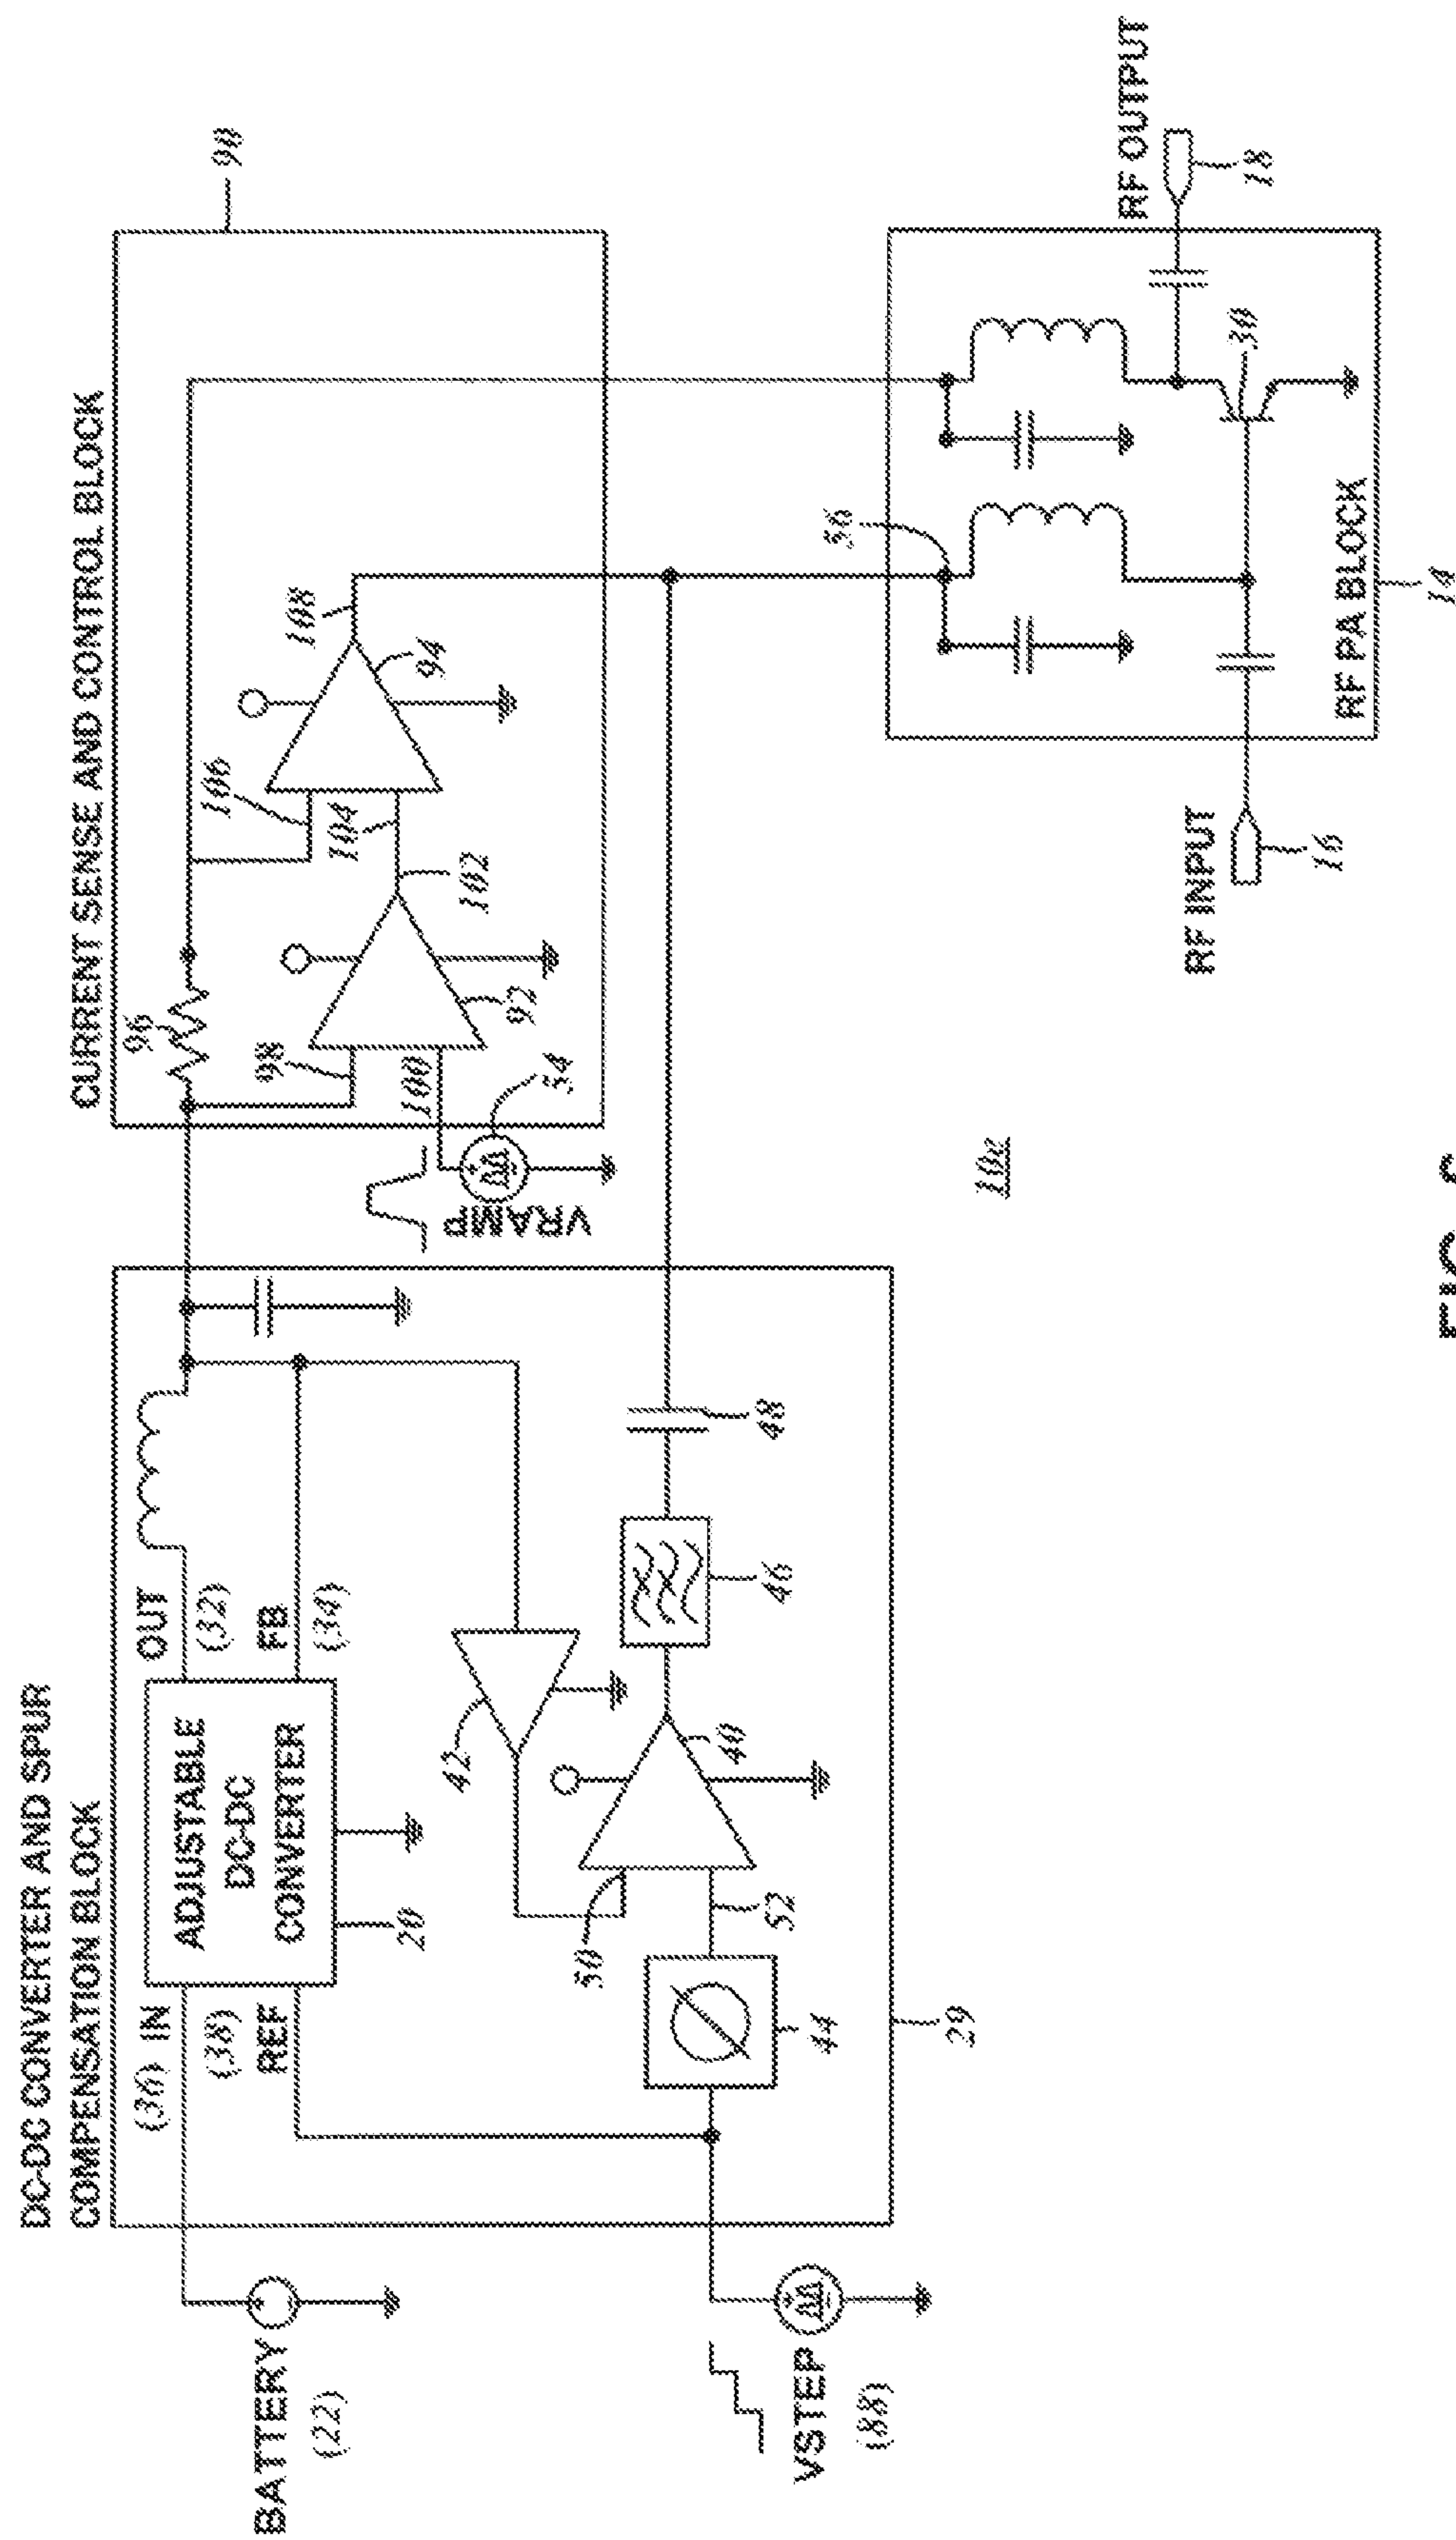 DC-DC CONVERTER AND SPUR
COMPENSATION BLOCK
CURRENT SENSE AND CONTROL BLOCK
90
BATTERY
(22)
(36) IN
(38)
REF
ADJUSTABLE
DC-DC
CONVERTER
20
OUT
(32)
FB
(34)
42
50
40
52
44
46
48
29
VSTEP
(88)
VRAMP
54
96
98
100
92
102
104
106
94
108
56
RF INPUT
16
RF PA BLOCK
14
30
RF OUTPUT
18